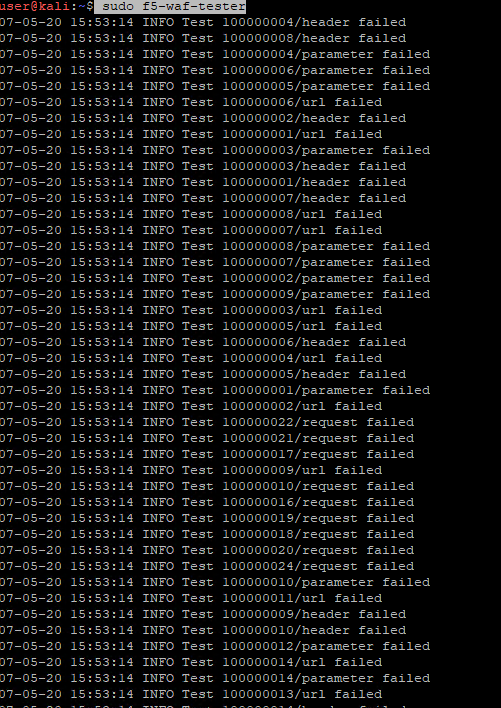 user@kali:~$ sudo f5-waf-tester
07-05-20 15:53:14 INFO Test 100000004/header failed
07-05-20 15:53:14 INFO Test 100000008/header failed
07-05-20 15:53:14 INFO Test 100000004/parameter failed
07-05-20 15:53:14 INFO Test 100000006/parameter failed
07-05-20 15:53:14 INFO Test 100000005/parameter failed
07-05-20 15:53:14 INFO Test 100000006/url failed
07-05-20 15:53:14 INFO Test 100000002/header failed
07-05-20 15:53:14 INFO Test 100000001/url failed
07-05-20 15:53:14 INFO Test 100000003/parameter failed
07-05-20 15:53:14 INFO Test 100000003/header failed
07-05-20 15:53:14 INFO Test 100000001/header failed
07-05-20 15:53:14 INFO Test 100000007/header failed
07-05-20 15:53:14 INFO Test 100000008/url failed
07-05-20 15:53:14 INFO Test 100000007/url failed
07-05-20 15:53:14 INFO Test 100000008/parameter failed
07-05-20 15:53:14 INFO Test 100000007/parameter failed
07-05-20 15:53:14 INFO Test 100000002/parameter failed
07-05-20 15:53:14 INFO Test 100000009/parameter failed
07-05-20 15:53:14 INFO Test 100000003/url failed
07-05-20 15:53:14 INFO Test 100000005/url failed
07-05-20 15:53:14 INFO Test 100000006/header failed
07-05-20 15:53:14 INFO Test 100000004/url failed
07-05-20 15:53:14 INFO Test 100000005/header failed
07-05-20 15:53:14 INFO Test 100000001/parameter failed
07-05-20 15:53:14 INFO Test 100000002/url failed
07-05-20 15:53:14 INFO Test 100000022/request failed
07-05-20 15:53:14 INFO Test 100000021/request failed
07-05-20 15:53:14 INFO Test 100000017/request failed
07-05-20 15:53:14 INFO Test 100000009/url failed
07-05-20 15:53:14 INFO Test 100000010/request failed
07-05-20 15:53:14 INFO Test 100000016/request failed
07-05-20 15:53:14 INFO Test 100000019/request failed
07-05-20 15:53:14 INFO Test 100000018/request failed
07-05-20 15:53:14 INFO Test 100000020/request failed
07-05-20 15:53:14 INFO Test 100000024/request failed
07-05-20 15:53:14 INFO Test 100000010/parameter failed
07-05-20 15:53:14 INFO Test 100000011/url failed
07-05-20 15:53:14 INFO Test 100000009/header failed
07-05-20 15:53:14 INFO Test 100000010/header failed
07-05-20 15:53:14 INFO Test 100000012/parameter failed
07-05-20 15:53:14 INFO Test 100000014/url failed
07-05-20 15:53:14 INFO Test 100000014/parameter failed
07-05-20 15:53:14 INFO Test 100000013/url failed
07-05-20 15:53:14 INFO Test 100000014/header failed